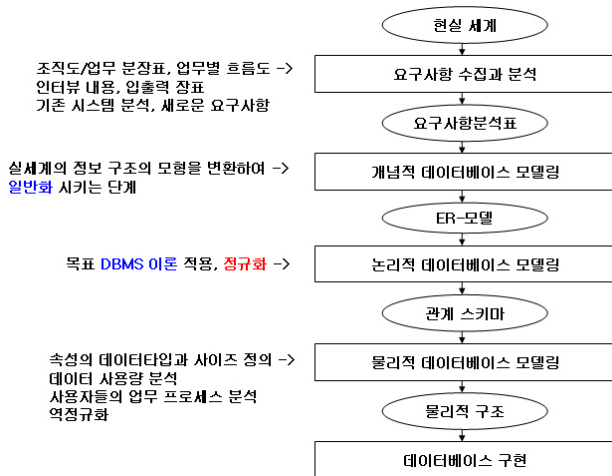 현실 세계
조직도/업무 분장표, 업무별 흐름도 ->
인터뷰 내용, 입출력 장표
기존 시스템 분석, 새로문 요구사항
요구사항 수집과 분석
요구사항분석표
실세계의 정보 구조의 모형을 변환하여 ->
일반화 시키는 단계
개념적 데이터베이스 모델링
ER-모델
목표 DBMS 이론 적용, 정규화 ->
논리적 데이터베이스 모델링
관계 스키마
속성의 데이터타입과 사이즈 정의 ->
데이터 사용량 분석
사용자들의 업무 프로세스 분석
역정규화
물리적 데이터베이스 모델링
물리적 구조
데이터베이스 구현